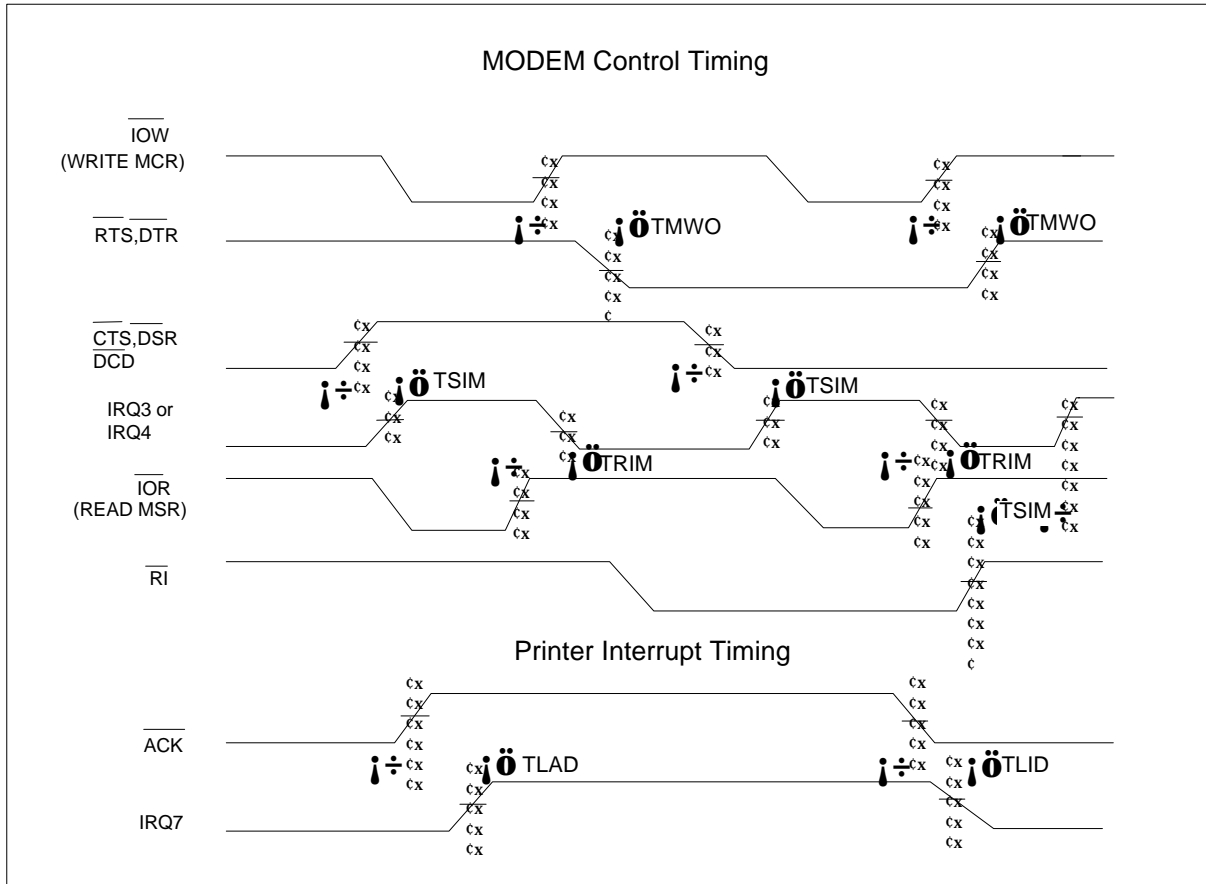 MODEM Control Timing
IOW
(WRITE MCR)
RTS,DTR
TMWO
TMWO
CTS,DSR
DCD
TSIM
TSIM
IRQ3 or
IRQ4
TRIM
TRIM
IOR
(READ MSR)
TSIM
RI
Printer Interrupt Timing
ACK
TLAD
TLID
IRQ7